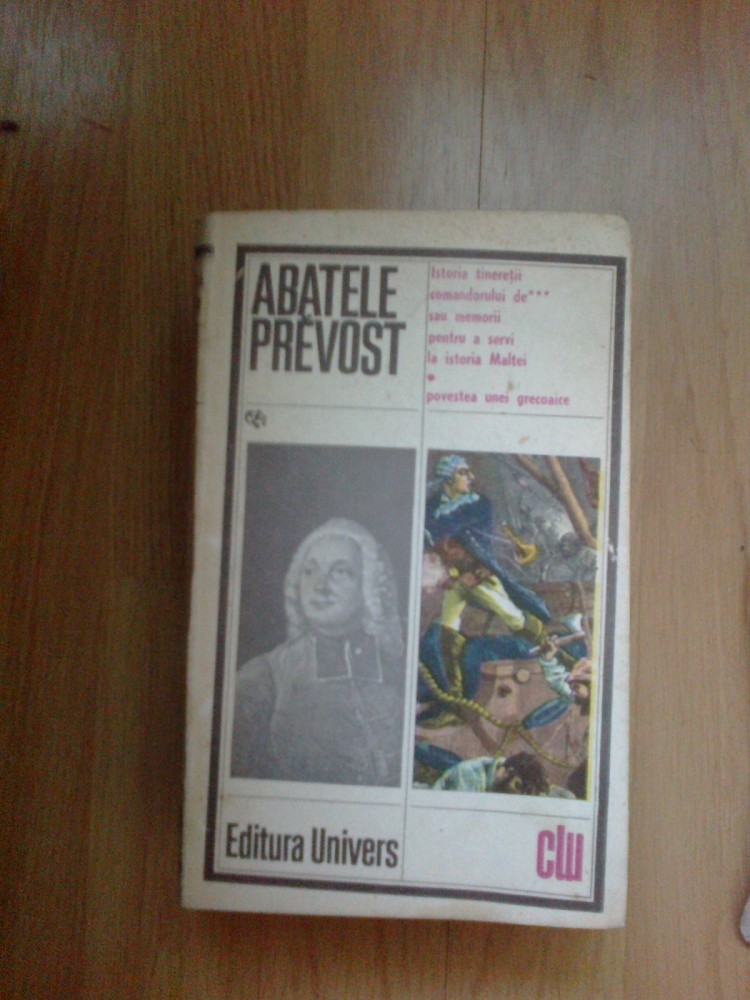 ABATELE
PRÉVOST
Istoria tinereții
comandorului de***
sau memorii
pentru a servi
la istoria Maltei
*
povestea unei grecoaice
Editura Univers
clu